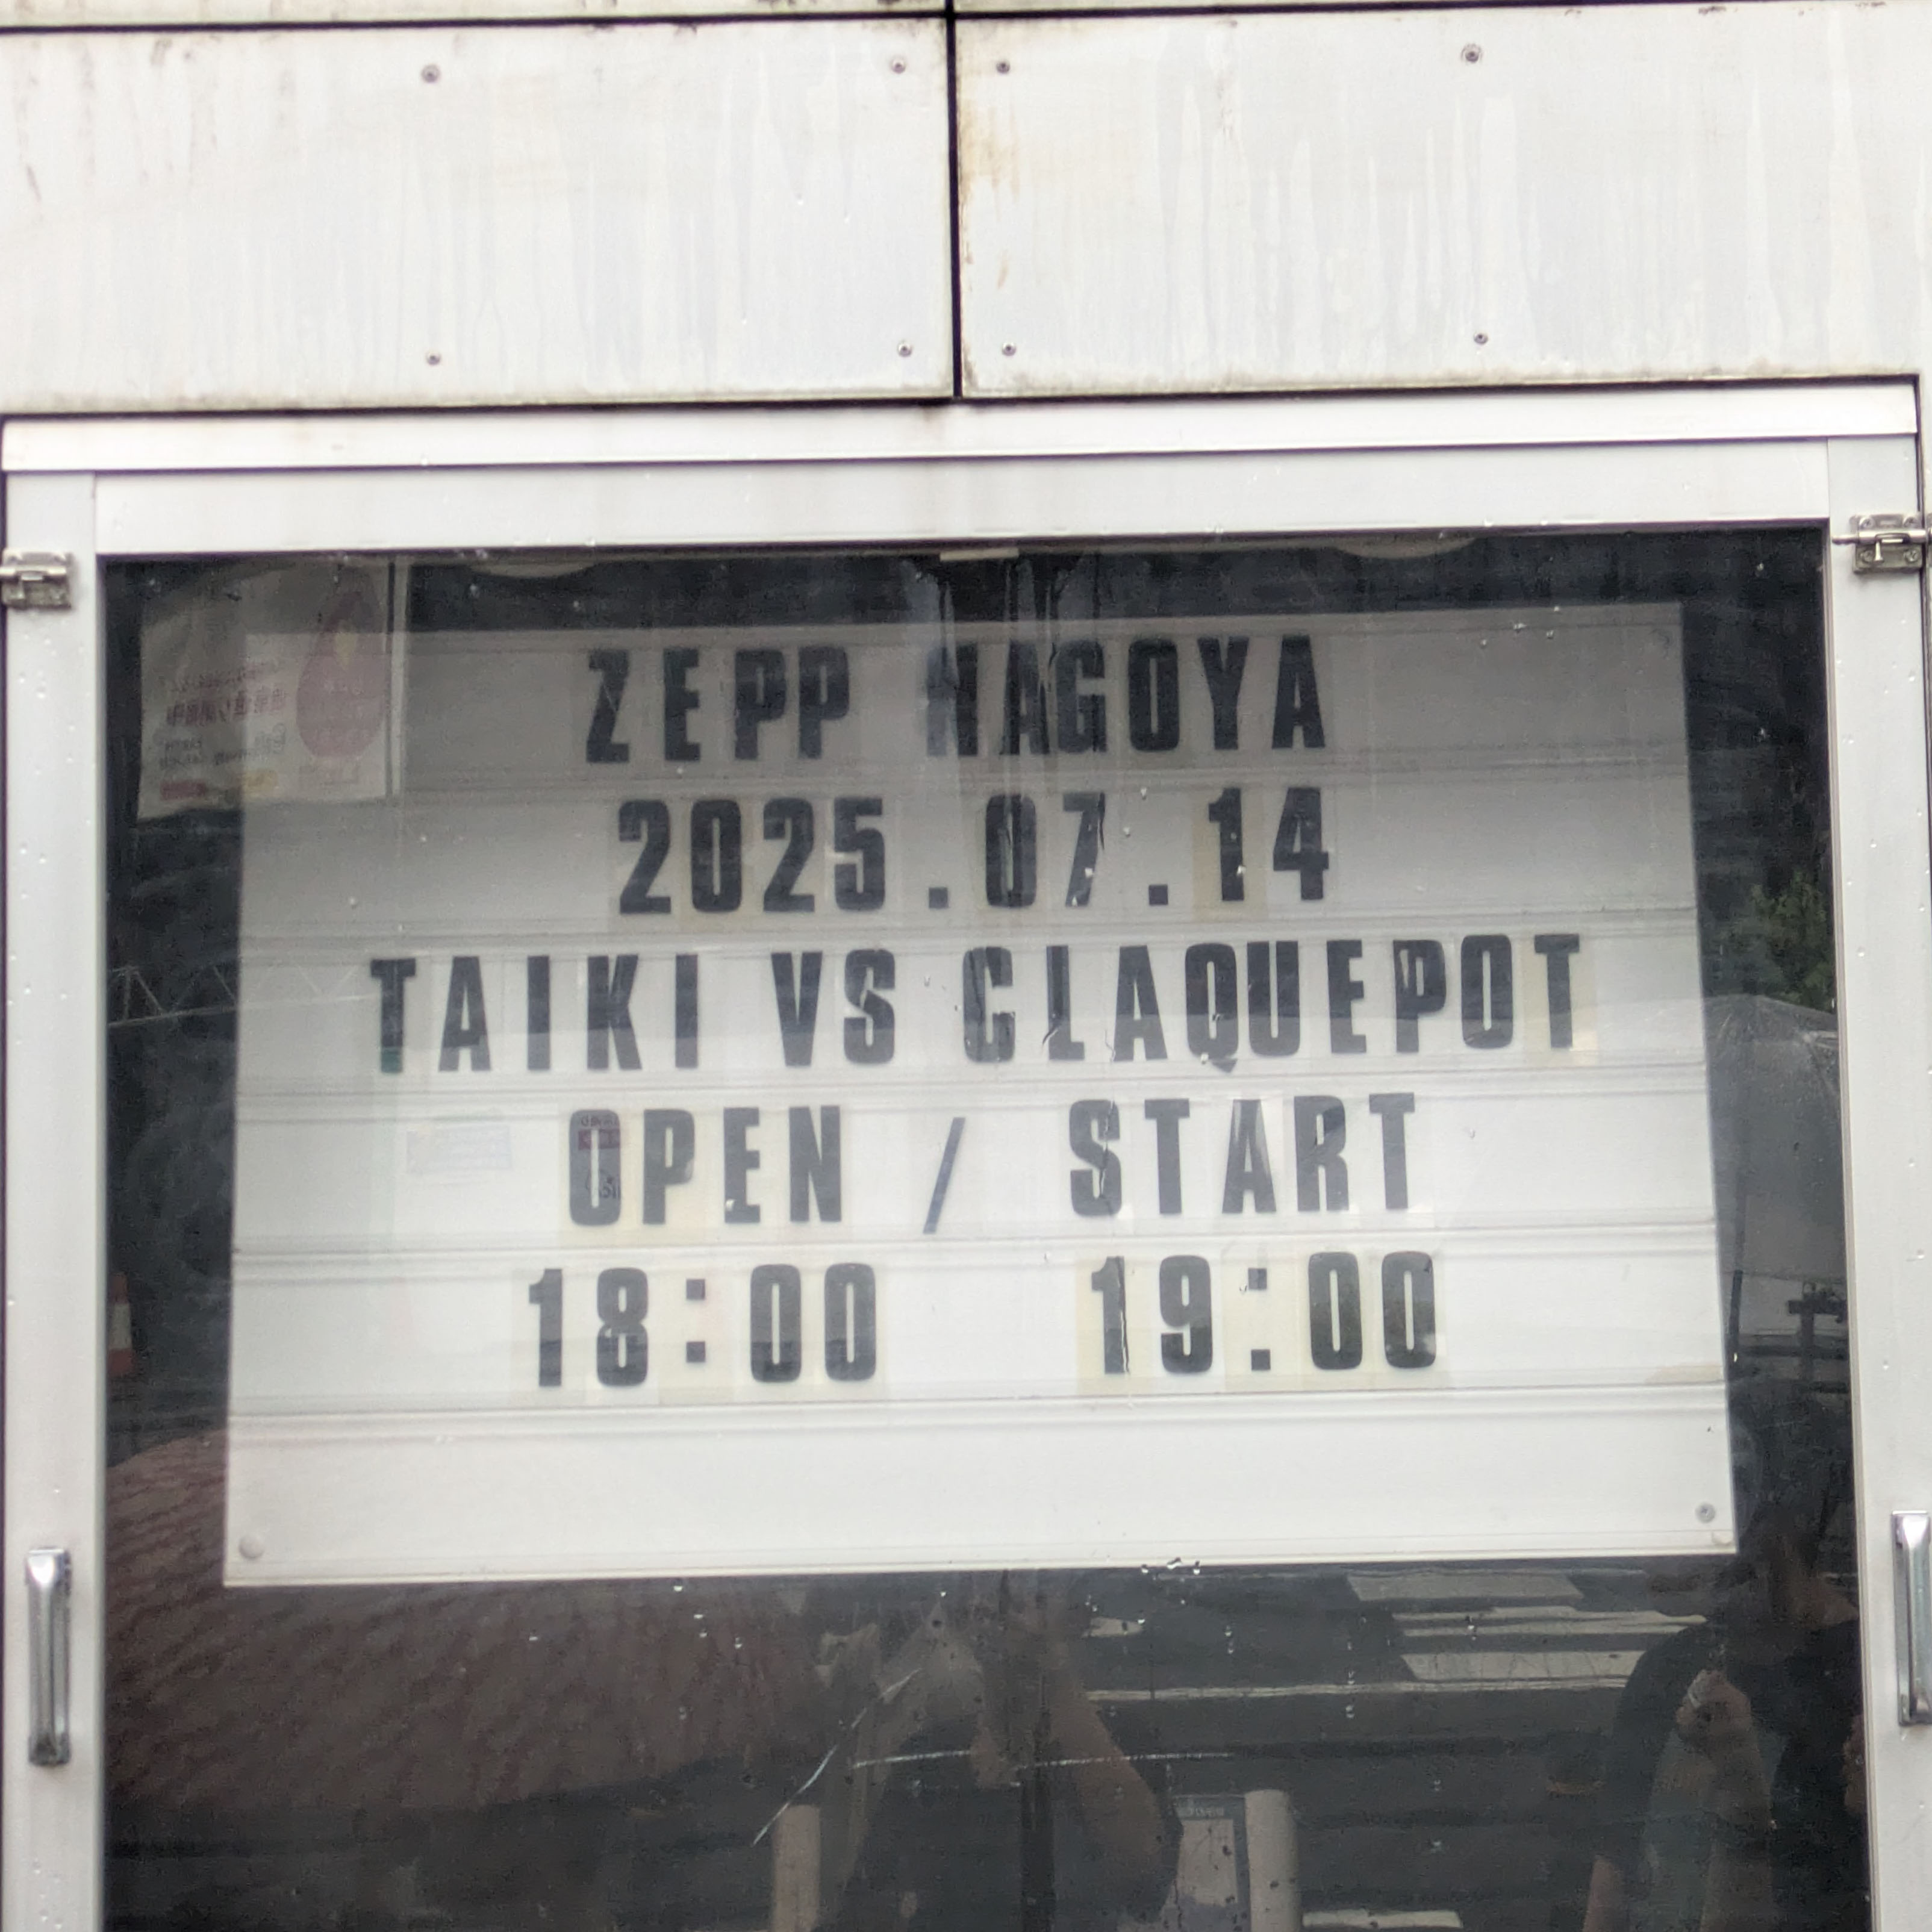 ZEPP NAGOYA
2025.07.14
TAIKI VS CLAQUEPOT
OPEN / START
18:00 19:00